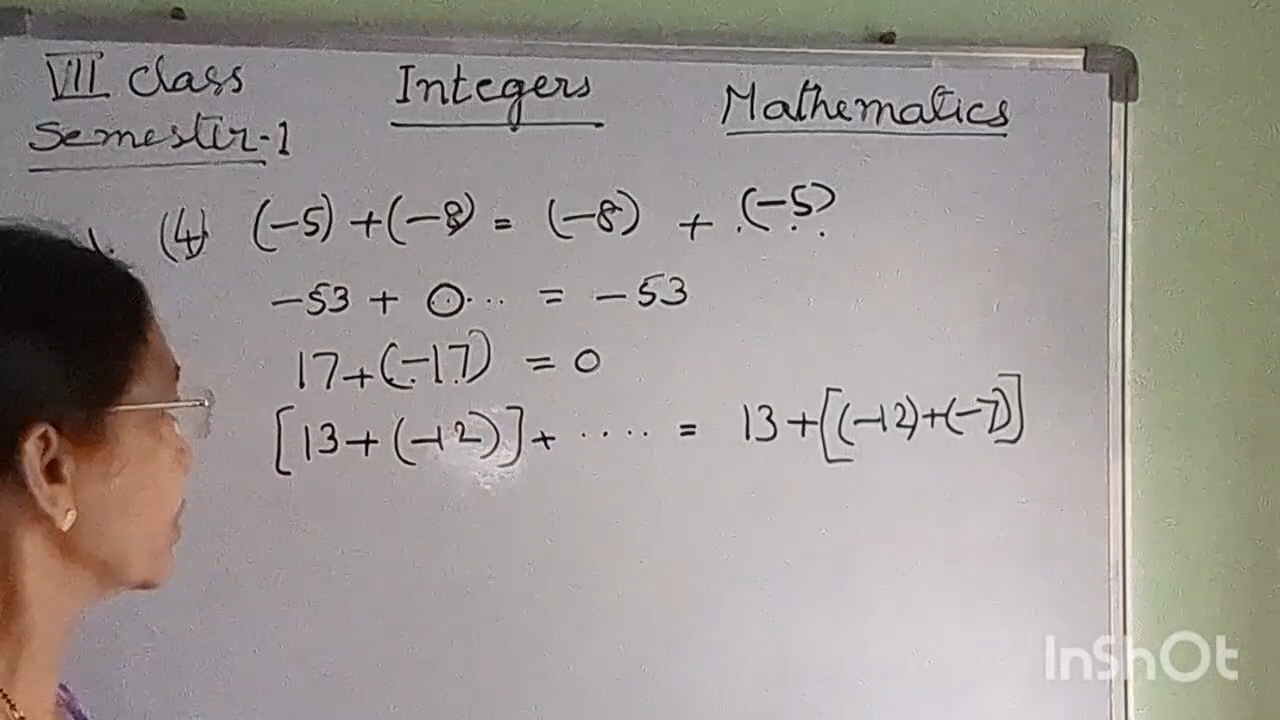 VII class Integers Mathematics
Semester-1
(4) (-5)+(-8) = (-8) + (-5)
-53 + 0... = -53
17+(-17) = 0
[13+(-12)]+ .... = 13+[(-12)+(-7)]
InShOt